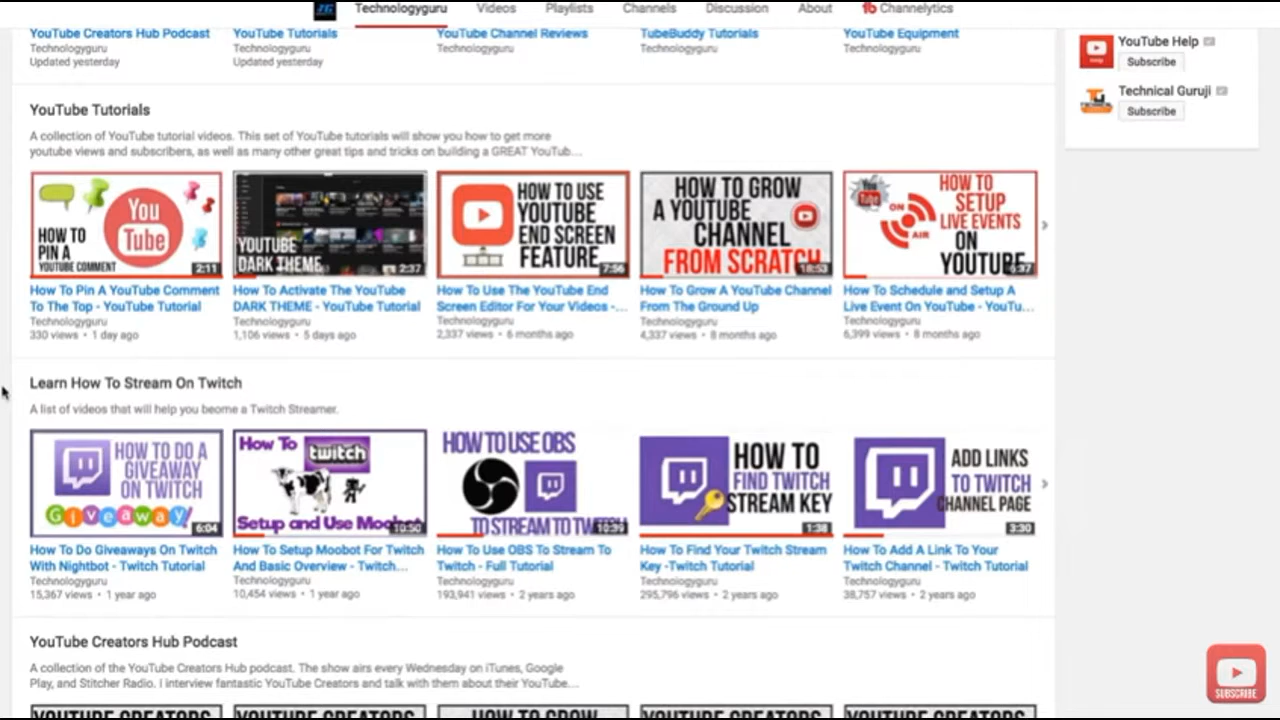 Technologyguru Videos Playlists Channels Discussion About Channelytics
YouTube Creators Hub Podcast
Technologyguru
Updated yesterday
YouTube Tutorials
Technologyguru
Updated yesterday
YouTube Channel Reviews
Technologyguru
TubeBuddy Tutorials
Technologyguru
YouTube Equipment
Technologyguru
YouTube Help
Subscribe
Technical Guruji
Subscribe
YouTube Tutorials
A collection of YouTube tutorial videos. This set of YouTube tutorials will show you how to get more
youtube views and subscribers, as well as many other great tips and tricks on building a GREAT YouTub...
You
Tube
HOW TO
PIN A
YOUTUBE COMMENT
2:11
How To Pin A YouTube Comment
To The Top - YouTube Tutorial
Technologyguru
330 views • 1 day ago
YOUTUBE
DARK THEME
2:37
How To Activate The YouTube
DARK THEME - YouTube Tutorial
Technologyguru
1,106 views • 5 days ago
HOW TO USE
YOUTUBE
END SCREEN
FEATURE
7:56
How To Use The YouTube End
Screen Editor For Your Videos -...
Technologyguru
2,337 views • 6 months ago
HOW TO GROW
A YOUTUBE
CHANNEL
FROM SCRATCH
18:53
How To Grow A YouTube Channel
From The Ground Up
Technologyguru
4,337 views • 8 months ago
You
Tube
ON
AIR
HOW TO
SETUP
LIVE EVENTS
ON
YOUTUBE
How To Schedule and Setup A
Live Event On YouTube - YouTu...
Technologyguru
6,399 views • 8 months ago
Learn How To Stream On Twitch
A list of videos that will help you beome a Twitch Streamer.
HOW TO DO A
GIVEAWAY
ON TWITCH
Giveaway!
6:04
How To Do Giveaways On Twitch
With Nightbot - Twitch Tutorial
Technologyguru
15,367 views • 1 year ago
How To
twitch
Setup and Use Moobot
10:50
How To Setup Moobot For Twitch
And Basic Overview - Twitch...
Technologyguru
10,454 views • 1 year ago
HOW TO USE OBS
TO STREAM TO TWITCH
How To Use OBS To Stream To
Twitch - Full Tutorial
Technologyguru
193,941 views • 2 years ago
HOW TO
FIND TWITCH
STREAM KEY
1:38
How To Find Your Twitch Stream
Key -Twitch Tutorial
Technologyguru
295,796 views • 2 years ago
ADD LINKS
TO TWITCH
CHANNEL PAGE
3:30
How To Add A Link To Your
Twitch Channel - Twitch Tutorial
Technologyguru
38,757 views • 2 years ago
YouTube Creators Hub Podcast
A collection of the YouTube Creators Hub podcast. The show airs every Wednesday on iTunes, Google
Play, and Stitcher Radio. I interview fantastic YouTube Creators and talk with them about their YouTube...
YOUTUBE CREATORS
YOUTUBE CREATORS
HOW TO GROW
YOUTUBE CREATORS
YOUTUBE CREATORS
SUBSCRIBE